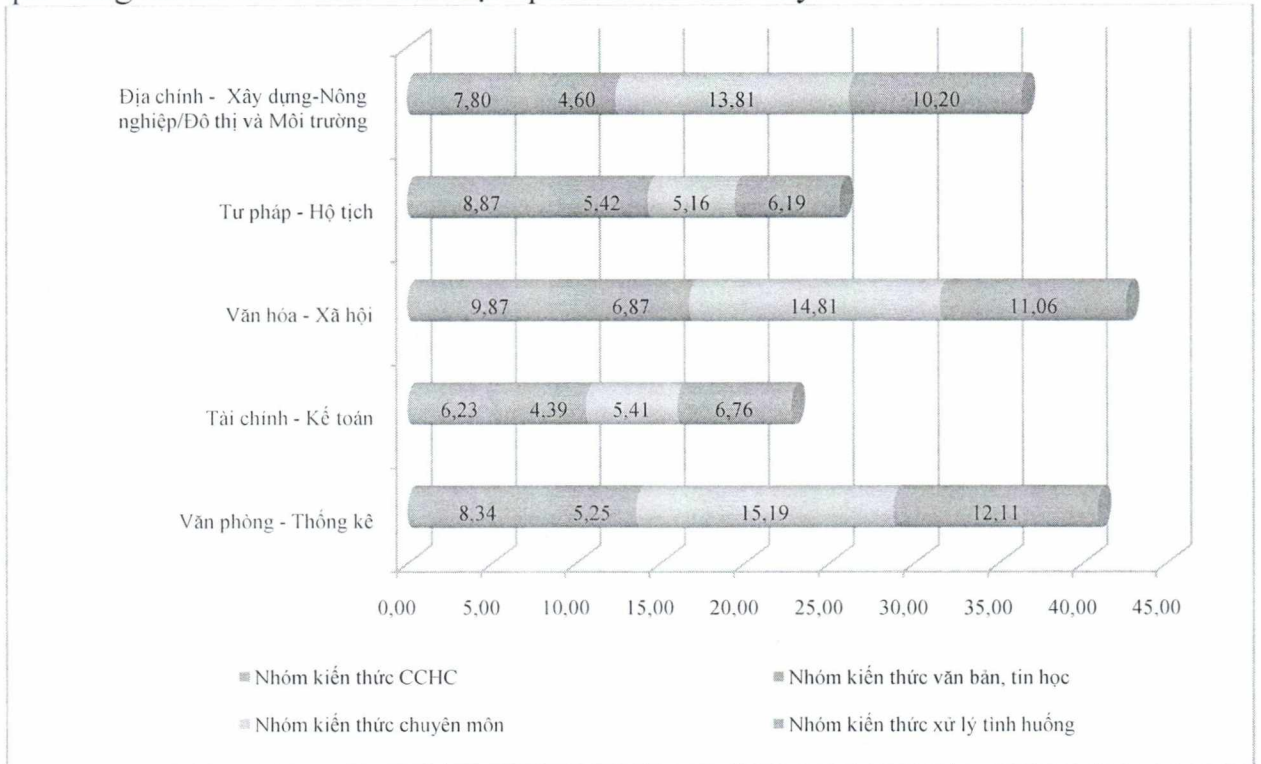 Địa chính - Xây dựng-Nông
nghiệp/Đô thị và Môi trường
7,80 4,60 13,81 10,20
Tư pháp - Hộ tịch
8,87 5,42 5,16 6,19
Văn hóa - Xã hội
9,87 6,87 14,81 11,06
Tài chính - Kế toán
6,23 4,39 5,41 6,76
Văn phòng - Thống kê
8,34 5,25 15,19 12,11
0,00 5,00 10,00 15,00 20,00 25,00 30,00 35,00 40,00 45,00
Nhóm kiến thức CCHC
Nhóm kiến thức văn bản, tin học
Nhóm kiến thức chuyên môn
Nhóm kiến thức xử lý tình huống